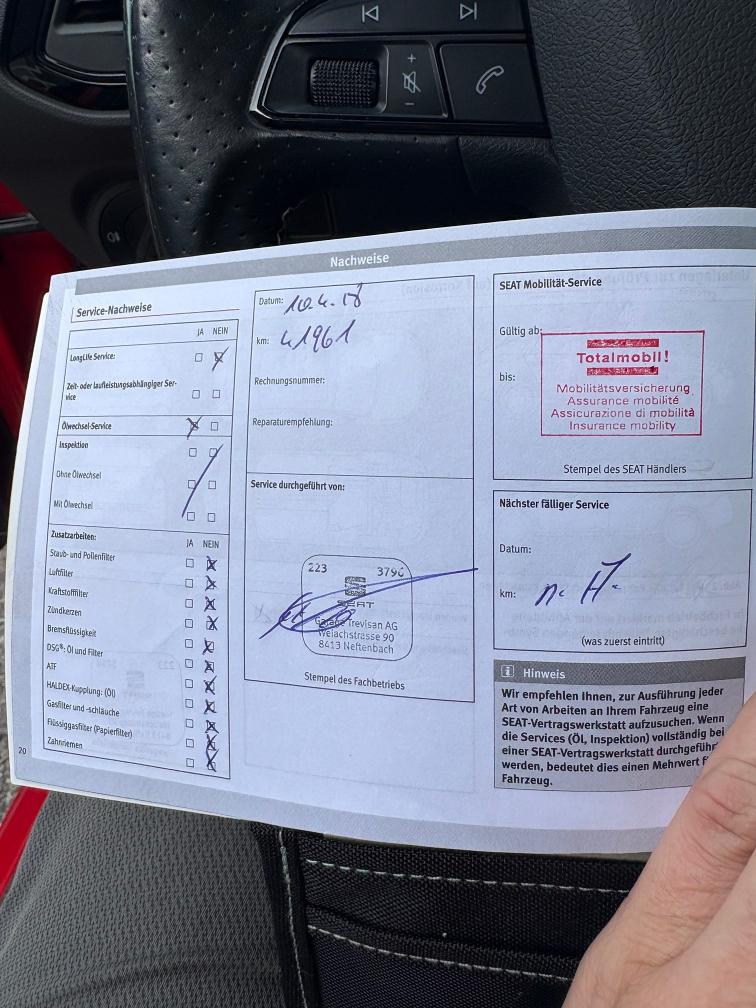 Nachweise
Service-Nachweise
JA NEIN
LongLife Service:
Zeit- oder laufleistungsabhängiger Ser-
vice
Ölwechsel-Service
Inspektion
Ohne Ölwechsel
Mit Ölwechsel
Zusatzarbeiten:
JA NEIN
Staub- und Pollenfilter
Luftfilter
Kraftstofffilter
Zündkerzen
Bremsflüssigkeit
DSG®: Öl und Filter
ATF
HALDEX-Kupplung: (Öl)
Gasfilter und -schläuche
Flüssiggasfilter (Papierfilter)
Zahnriemen
20
Datum: 10.4.18
km: 41961
Rechnungsnummer:
Reparaturempfehlung:
Service durchgeführt von:
223
SEAT
Garage Trevisan AG
Welachstrasse 90
8413 Neftenbach
Stempel des Fachbetriebs
SEAT Mobilität-Service
Gültig ab:
bis:
Totalmobil!
Mobilitätsversicherung
Assurance mobilité
Assicurazione di mobilità
Insurance mobility
Stempel des SEAT Händlers
Nächster fälliger Service
Datum:
km:
(was zuerst eintritt)
i Hinweis
Wir empfehlen Ihnen, zur Ausführung jeder
Art von Arbeiten an Ihrem Fahrzeug eine
SEAT-Vertragswerkstatt aufzusuchen. Wenn
die Services (Öl, Inspektion) vollständig bei
einer SEAT-Vertragswerkstatt durchgeführt
werden, bedeutet dies einen Mehrwert
Fahrzeug.